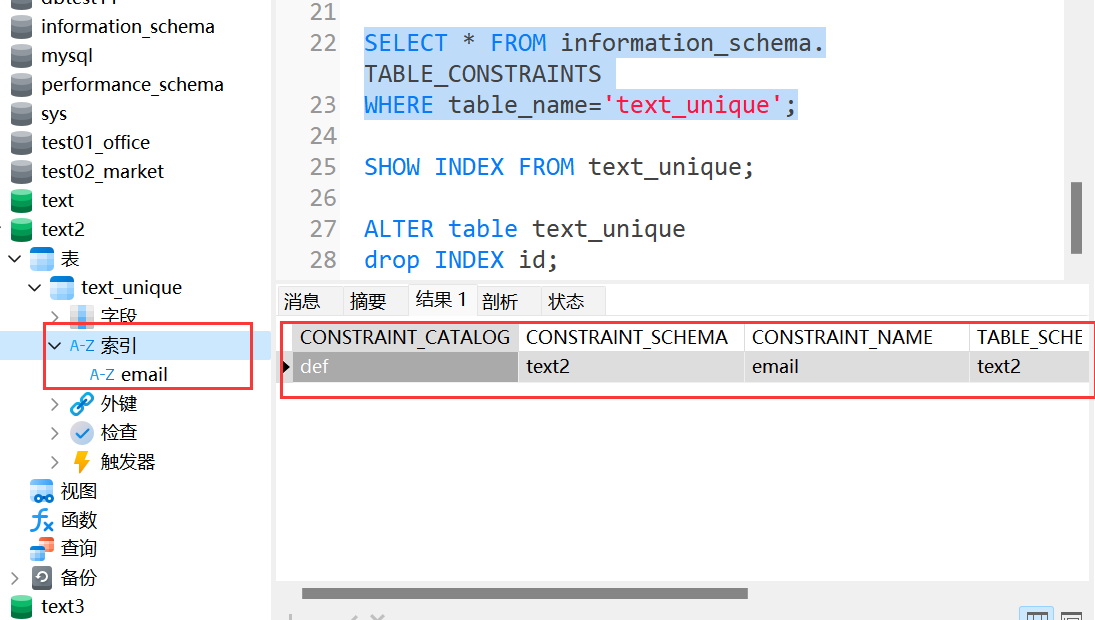 dbtest11
information_schema
mysql
performance_schema
sys
test01_office
test02_market
text
text2
表
text_unique
字段
A-Z 索引
A-Z email
外键
检查
触发器
视图
函数
查询
备份
text3
21
22 SELECT * FROM information_schema.
TABLE_CONSTRAINTS
23 WHERE table_name='text_unique';
24
25 SHOW INDEX FROM text_unique;
26
27 ALTER table text_unique
28 drop INDEX id;
消息 摘要 结果 1 剖析 状态
CONSTRAINT_CATALOG CONSTRAINT_SCHEMA CONSTRAINT_NAME TABLE_SCHE
def text2 email text2